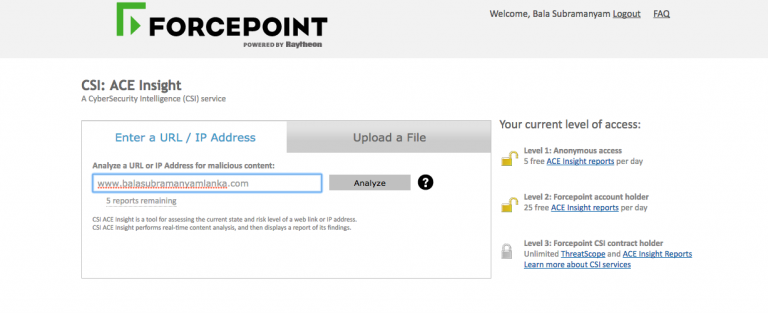 FORCEPOINT
POWERED BY Raytheon
Welcome, Bala Subramanyam Logout FAQ
CSI: ACE Insight
A CyberSecurity Intelligence (CSI) service
Enter a URL / IP Address
Upload a File
Analyze a URL or IP Address for malicious content:
www.balasubramanyamlanka.com
Analyze
?
5 reports remaining
CSI ACE Insight is a tool for assessing the current state and risk level of a web link or IP address.
CSI ACE Insight performs real-time content analysis, and then displays a report of its findings.
Your current level of access:
Level 1: Anonymous access
5 free ACE Insight reports per day
Level 2: Forcepoint account holder
25 free ACE Insight reports per day
Level 3: Forcepoint CSI contract holder
Unlimited ThreatScope and ACE Insight Reports
Learn more about CSI services